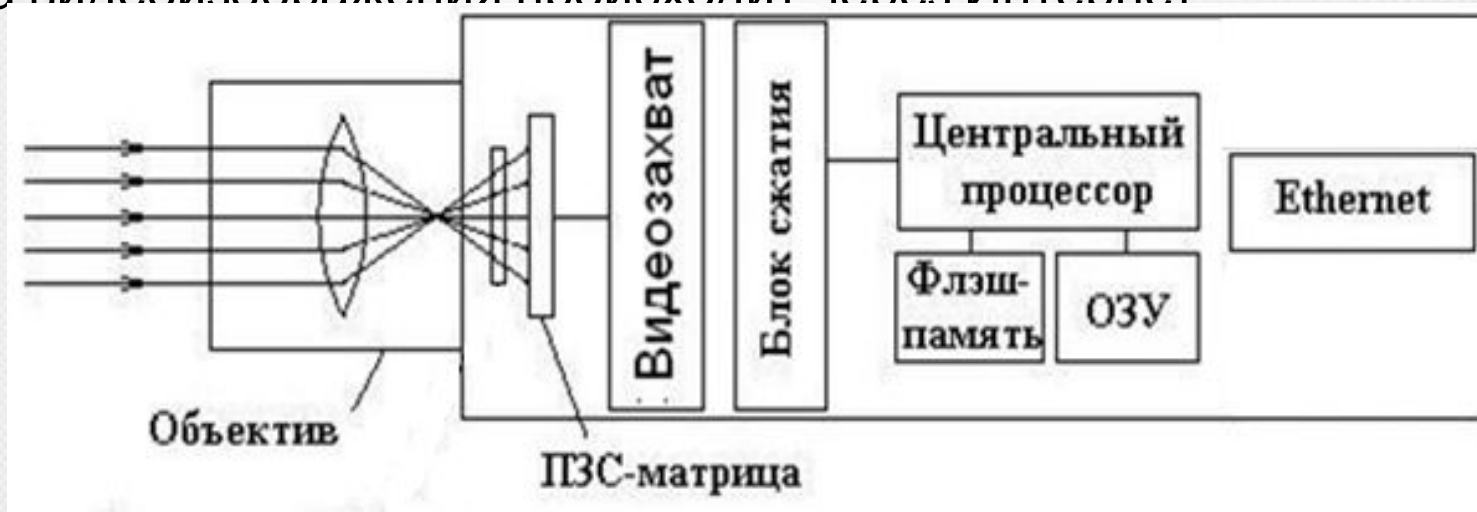 Видеозахват
Блок сжатия
Центральный
процессор
Ethernet
Флэш-
память
ОЗУ
Объектив
ПЗС-матрица